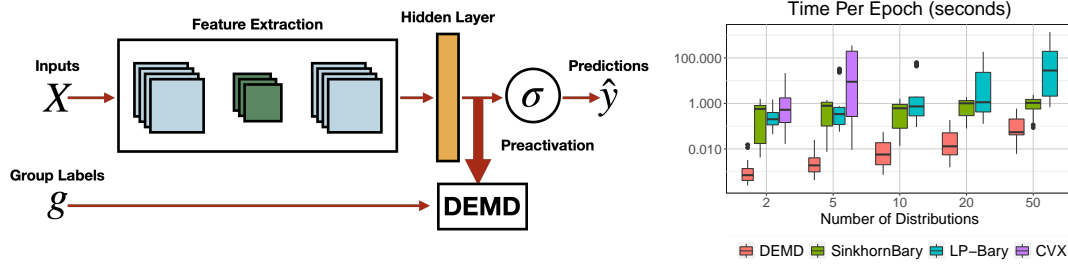 Feature Extraction
Hidden Layer
Inputs
X
σ
Predictions
ŷ
Preactivation
Group Labels
g
DEMD
Time Per Epoch (seconds)
100.000
1.000
0.010
2 5 10 20 50
Number of Distributions
DEMD SinkhornBary LP-Bary CVX